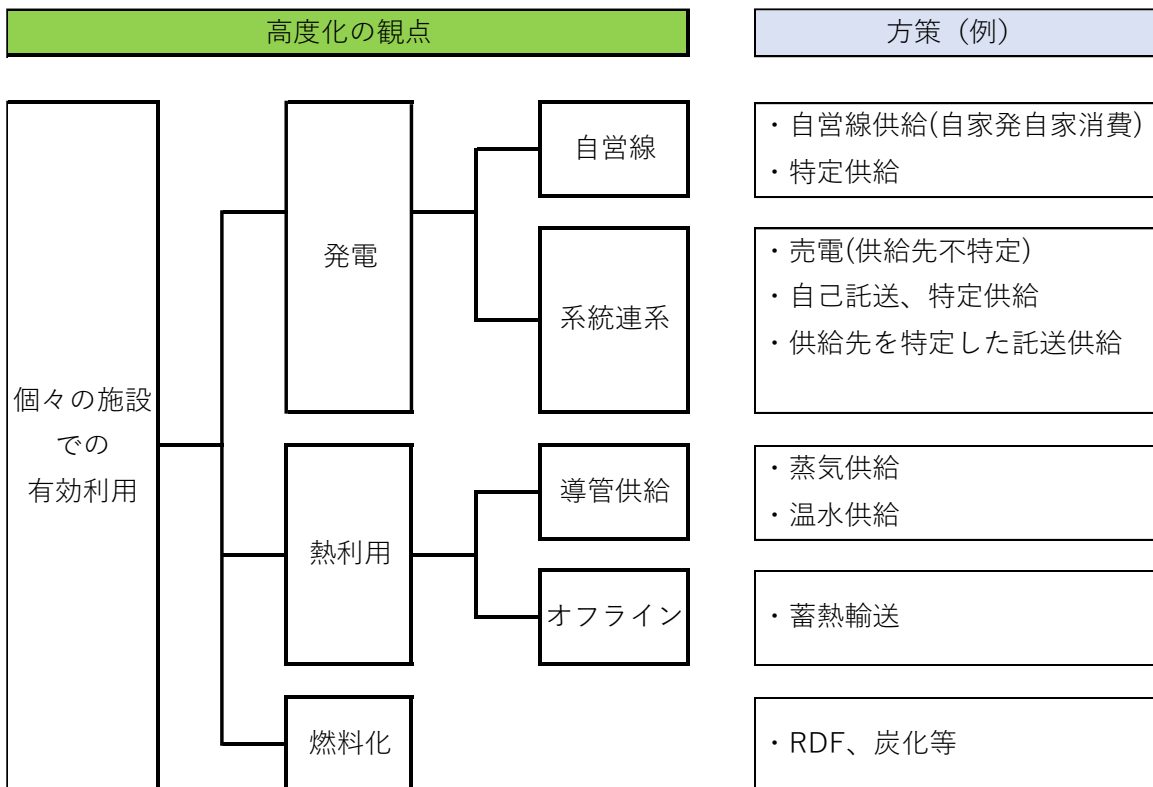 高度化の観点
方策（例）
個々の施設
での
有効利用
発電
自営線
・自営線供給(自家発自家消費)
・特定供給
系統連系
・売電(供給先不特定)
・自己託送、特定供給
・供給先を特定した託送供給
熱利用
導管供給
・蒸気供給
・温水供給
オフライン
・蓄熱輸送
燃料化
・RDF、炭化等